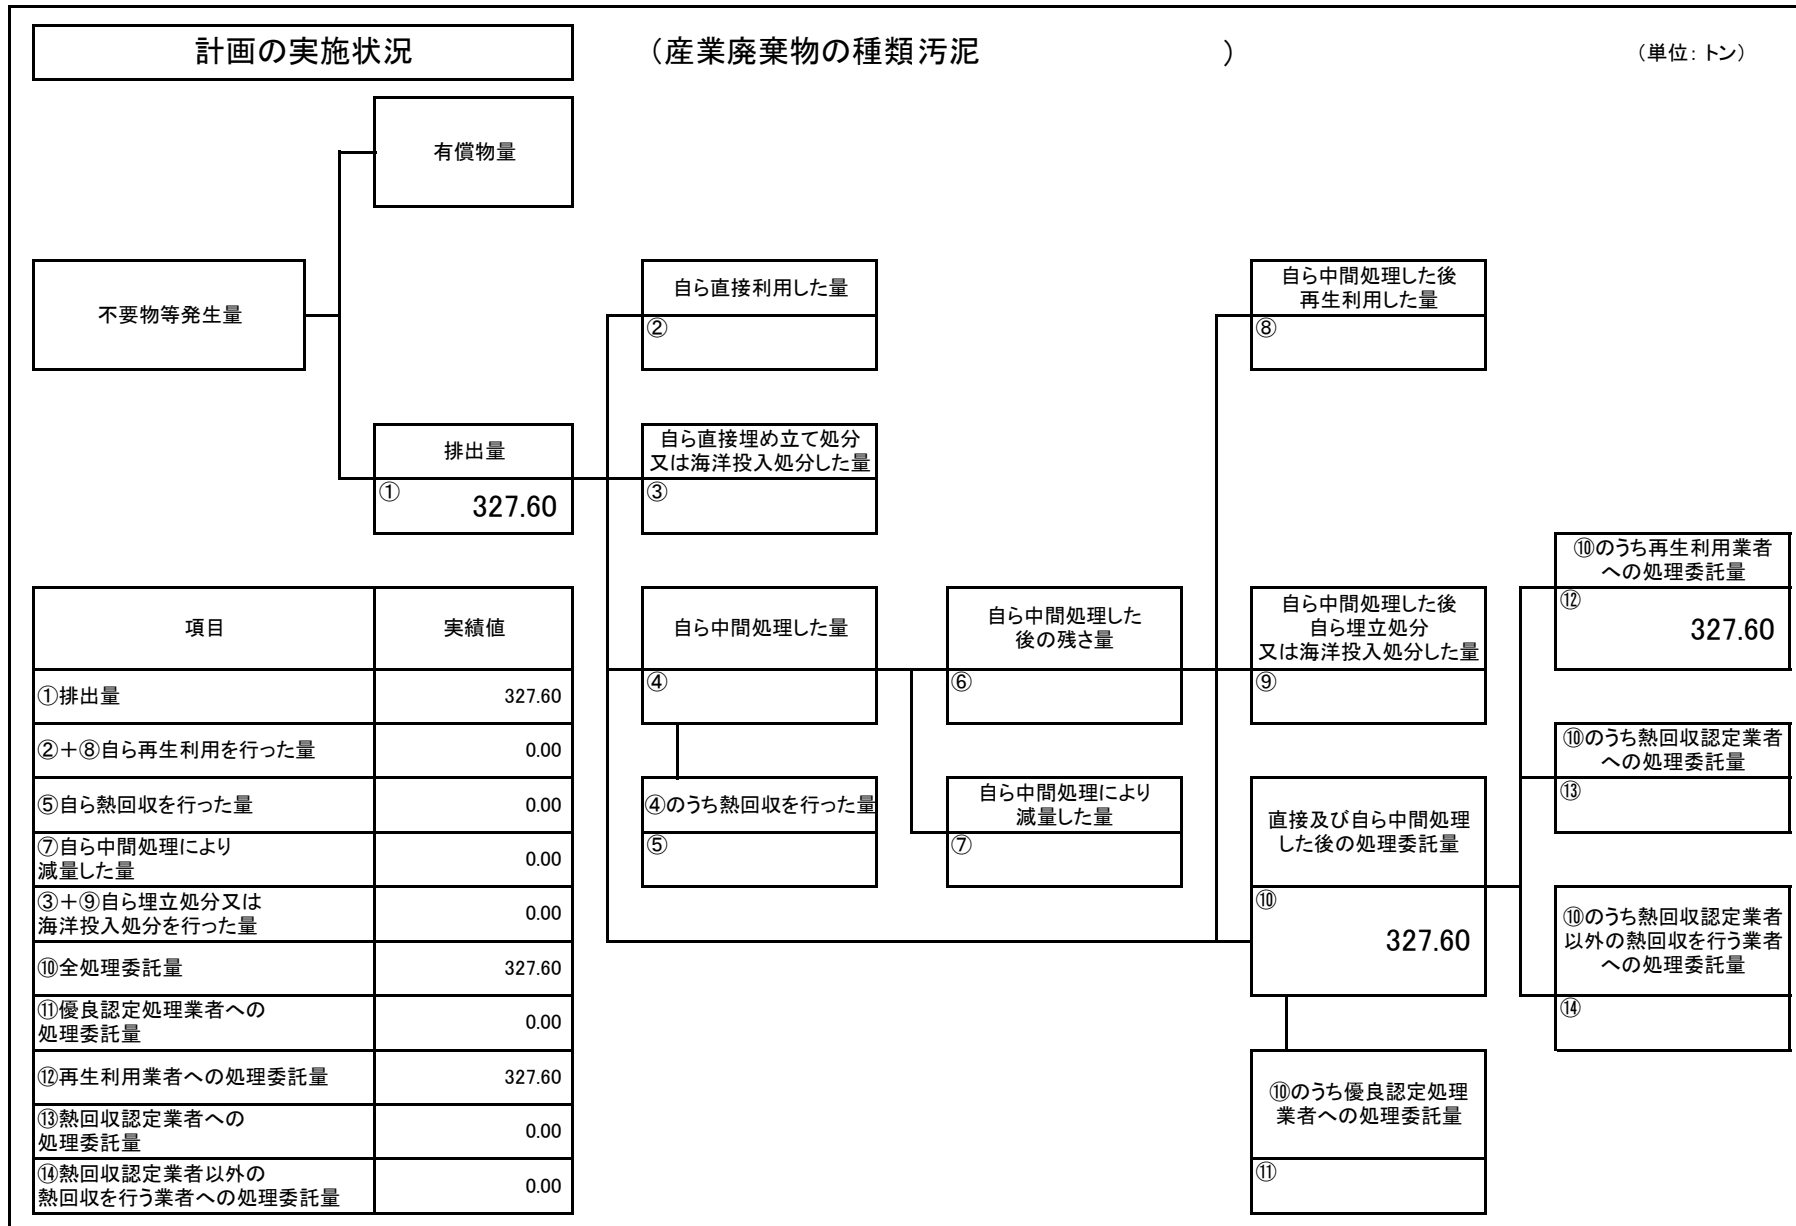 計画の実施状況
（産業廃棄物の種類汚泥　　　　　　　　）
（単位：トン）
有償物量
不要物等発生量
自ら直接利用した量
②
自ら中間処理した後
再生利用した量
⑧
排出量
① 327.60
自ら直接埋め立て処分
又は海洋投入処分した量
③
⑩のうち再生利用業者
への処理委託量
⑫
327.60
自ら中間処理した量
④
自ら中間処理した
後の残さ量
⑥
自ら中間処理した後
自ら埋立処分
又は海洋投入処分した量
⑨
⑩のうち熱回収認定業者
への処理委託量
⑬
④のうち熱回収を行った量
⑤
自ら中間処理により
減量した量
⑦
直接及び自ら中間処理
した後の処理委託量
⑩
327.60
⑩のうち熱回収認定業者
以外の熱回収を行う業者
への処理委託量
⑭
⑩のうち優良認定処理
業者への処理委託量
⑪
項目 実績値
①排出量 327.60
②＋⑧自ら再生利用を行った量 0.00
⑤自ら熱回収を行った量 0.00
⑦自ら中間処理により
減量した量 0.00
③＋⑨自ら埋立処分又は
海洋投入処分を行った量 0.00
⑩全処理委託量 327.60
⑪優良認定処理業者への
処理委託量 0.00
⑫再生利用業者への処理委託量 327.60
⑬熱回収認定業者への
処理委託量 0.00
⑭熱回収認定業者以外の
熱回収を行う業者への処理委託量 0.00